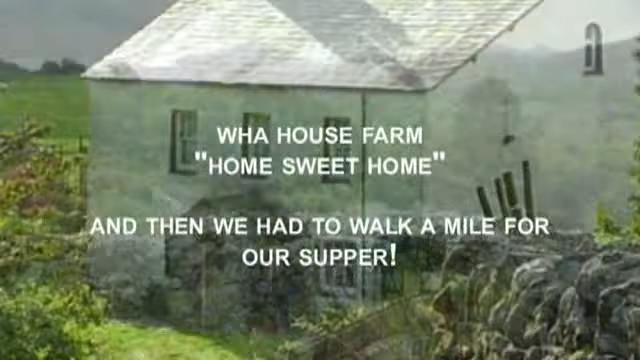 WHA HOUSE FARM
"HOME SWEET HOME"
AND THEN WE HAD TO WALK A MILE FOR
OUR SUPPER!